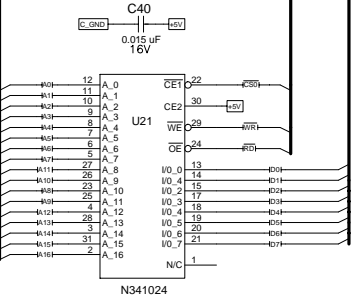 C40
C_GND
+5V
0.015 uF
16V
U21
A0 12 A_0 CE1 22 CS0
A1 11 A_1
A2 10 A_2 CE2 30 +5V
A3 9 A_3
A4 8 A_4 WE 29 WR
A5 7 A_5
A6 6 A_6 OE 24 RD
A7 5 A_7
A11 27 A_8 I/0_0 13 D0
A10 26 A_9 I/0_4 14 D1
A8 23 A_10 I/0_2 15 D2
A9 25 A_11 I/0_3 17 D3
A12 4 A_12 I/0_4 18 D4
A13 28 A_13 I/0_5 19 D5
A14 3 A_14 I/0_6 20 D6
A15 31 A_15 I/0_7 21 D7
A16 2 A_16
N/C 1
N341024